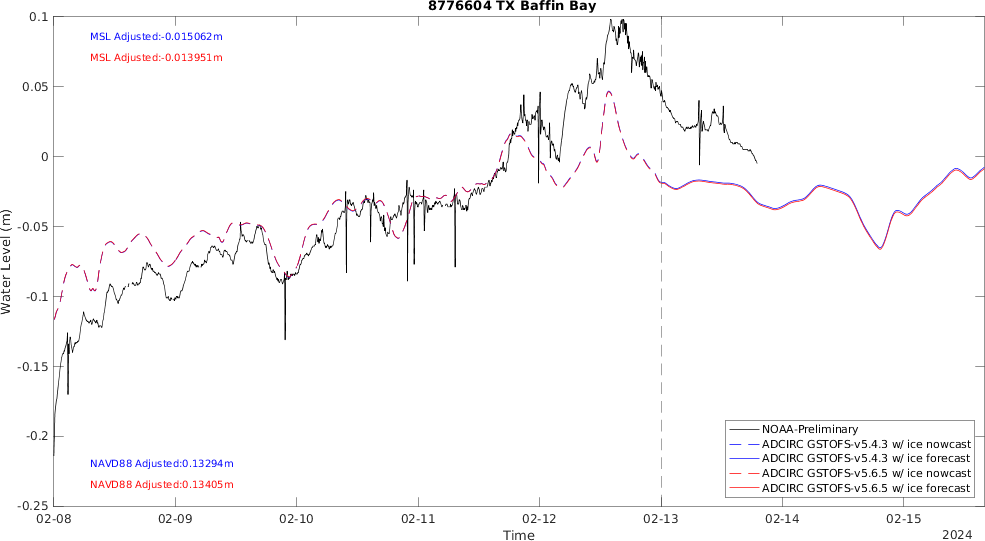 8776604 TX Baffin Bay
MSL Adjusted:-0.015062m
MSL Adjusted:-0.013951m
NAVD88 Adjusted:0.13294m
NAVD88 Adjusted:0.13405m
Water Level (m)
0.1
0.05
0
-0.05
-0.1
-0.15
-0.2
-0.25
NOAA-Preliminary
ADCIRC GSTOFS-v5.4.3 w/ ice nowcast
ADCIRC GSTOFS-v5.4.3 w/ ice forecast
ADCIRC GSTOFS-v5.6.5 w/ ice nowcast
ADCIRC GSTOFS-v5.6.5 w/ ice forecast
02-08 02-09 02-10 02-11 02-12 02-13 02-14 02-15
Time
2024